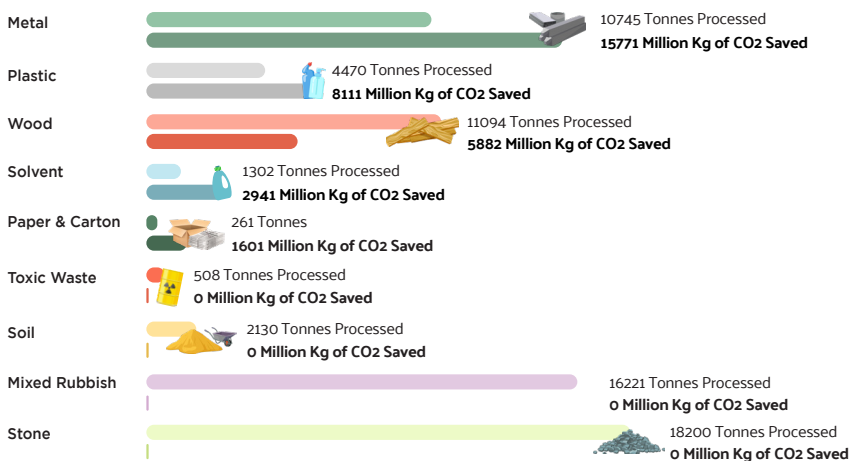 Metal
10745 Tonnes Processed
15771 Million Kg of CO2 Saved
Plastic
4470 Tonnes Processed
8111 Million Kg of CO2 Saved
Wood
11094 Tonnes Processed
5882 Million Kg of CO2 Saved
Solvent
1302 Tonnes Processed
2941 Million Kg of CO2 Saved
Paper & Carton
261 Tonnes
1601 Million Kg of CO2 Saved
Toxic Waste
508 Tonnes Processed
0 Million Kg of CO2 Saved
Soil
2130 Tonnes Processed
0 Million Kg of CO2 Saved
Mixed Rubbish
16221 Tonnes Processed
0 Million Kg of CO2 Saved
Stone
18200 Tonnes Processed
0 Million Kg of CO2 Saved